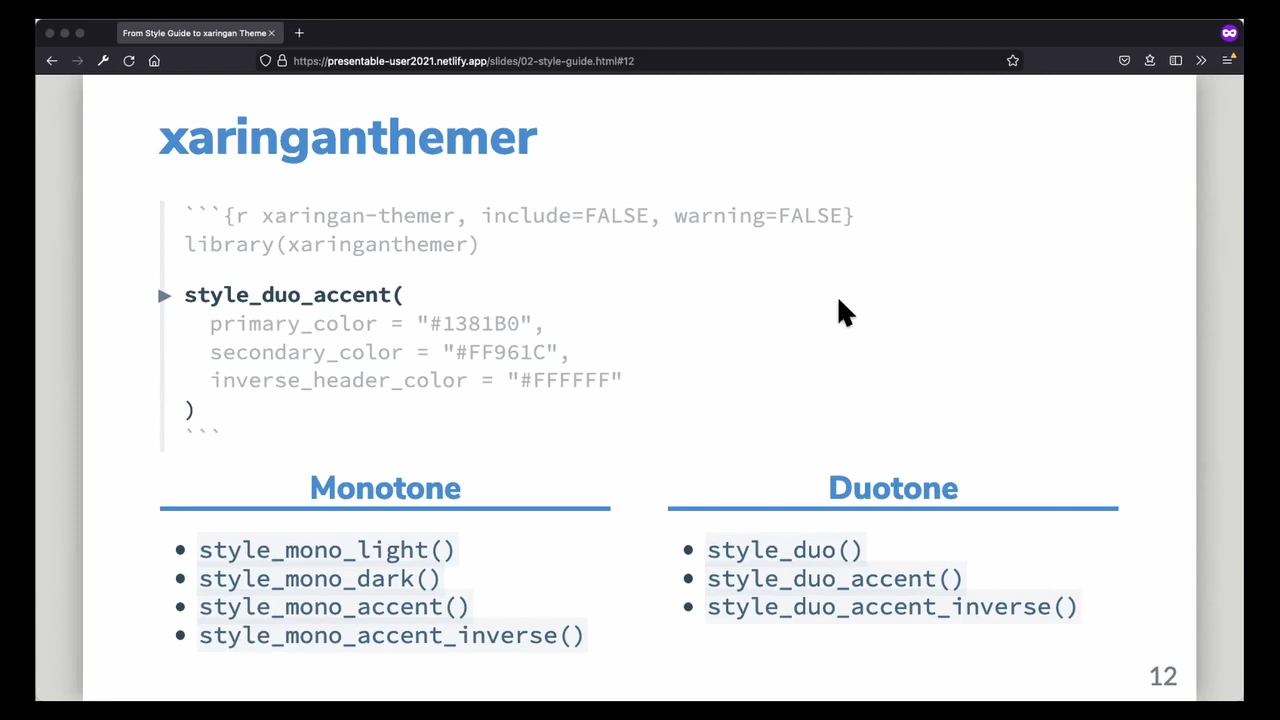 From Style Guide to xaringan Theme
https://presentable-user2021.netlify.app/slides/02-style-guide.html#12
xaringanthemer
```{r xaringan-themer, include=FALSE, warning=FALSE}
library(xaringanthemer)
style_duo_accent(
primary_color = "#1381B0",
secondary_color = "#FF961C",
inverse_header_color = "#FFFFFF"
)
```
Monotone
style_mono_light()
style_mono_dark()
style_mono_accent()
style_mono_accent_inverse()
Duotone
style_duo()
style_duo_accent()
style_duo_accent_inverse()
12